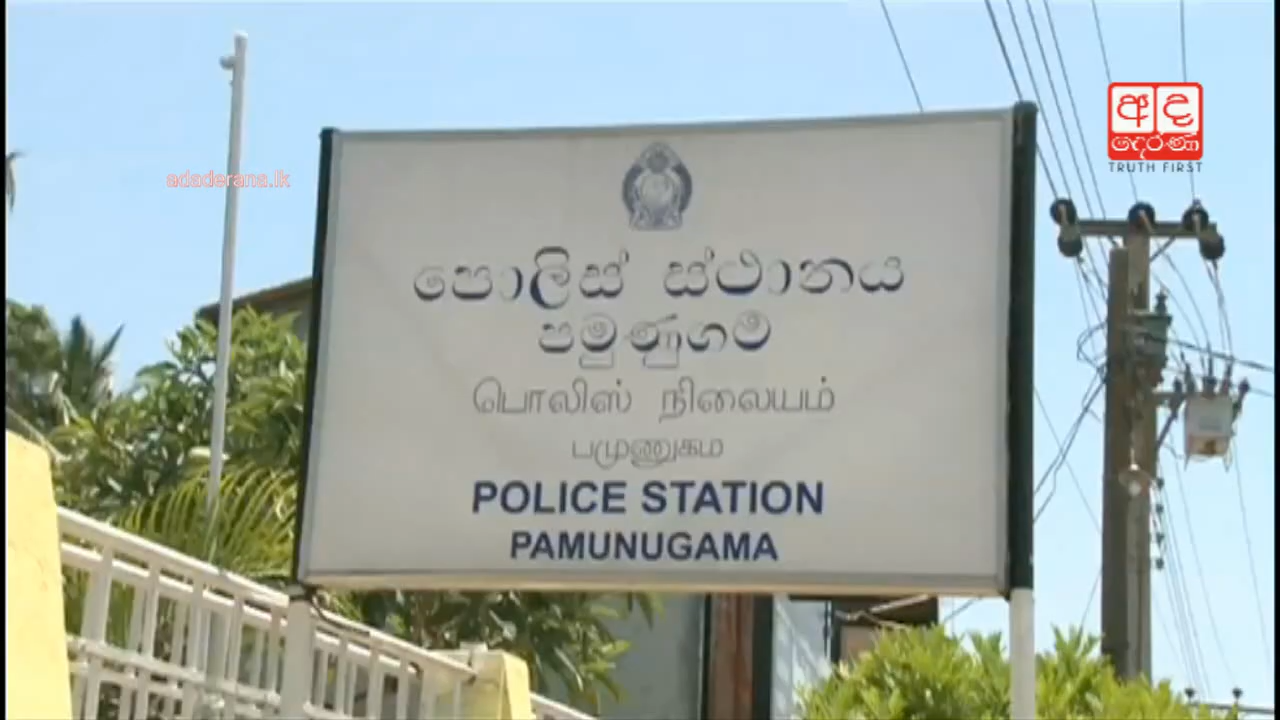 අද
දෙරණ
TRUTH FIRST
adaderana.lk
පොලිස් ස්ථානය
පමුණුගම
பொலிஸ் நிலையம்
பமுணுகம
POLICE STATION
PAMUNUGAMA